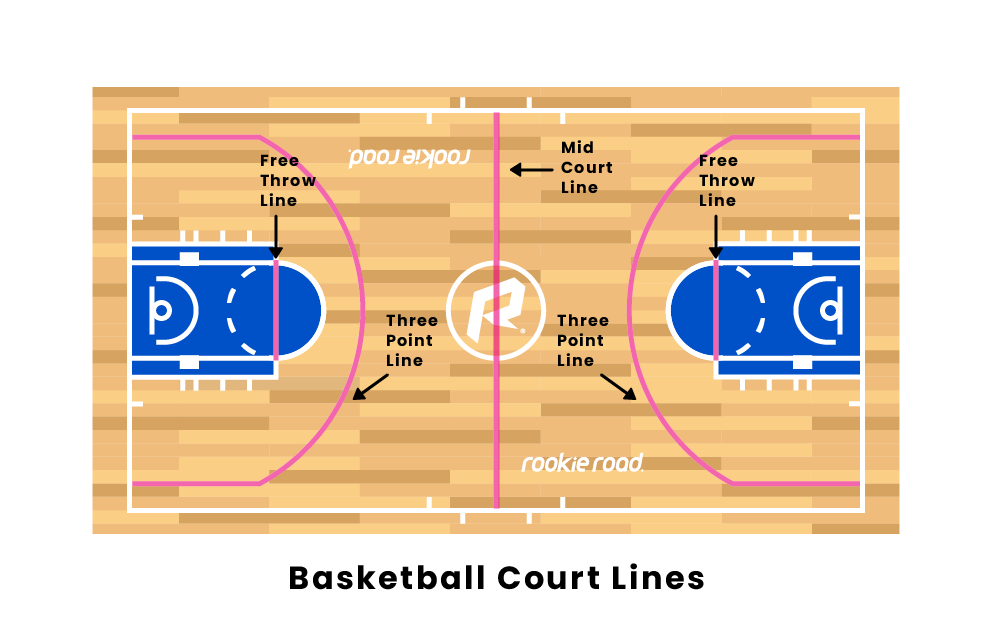 rookie road
Mid
Court
Line
Free
Throw
Line
Free
Throw
Line
R
Three
Point
Line
Three
Point
Line
rookie road
Basketball Court Lines